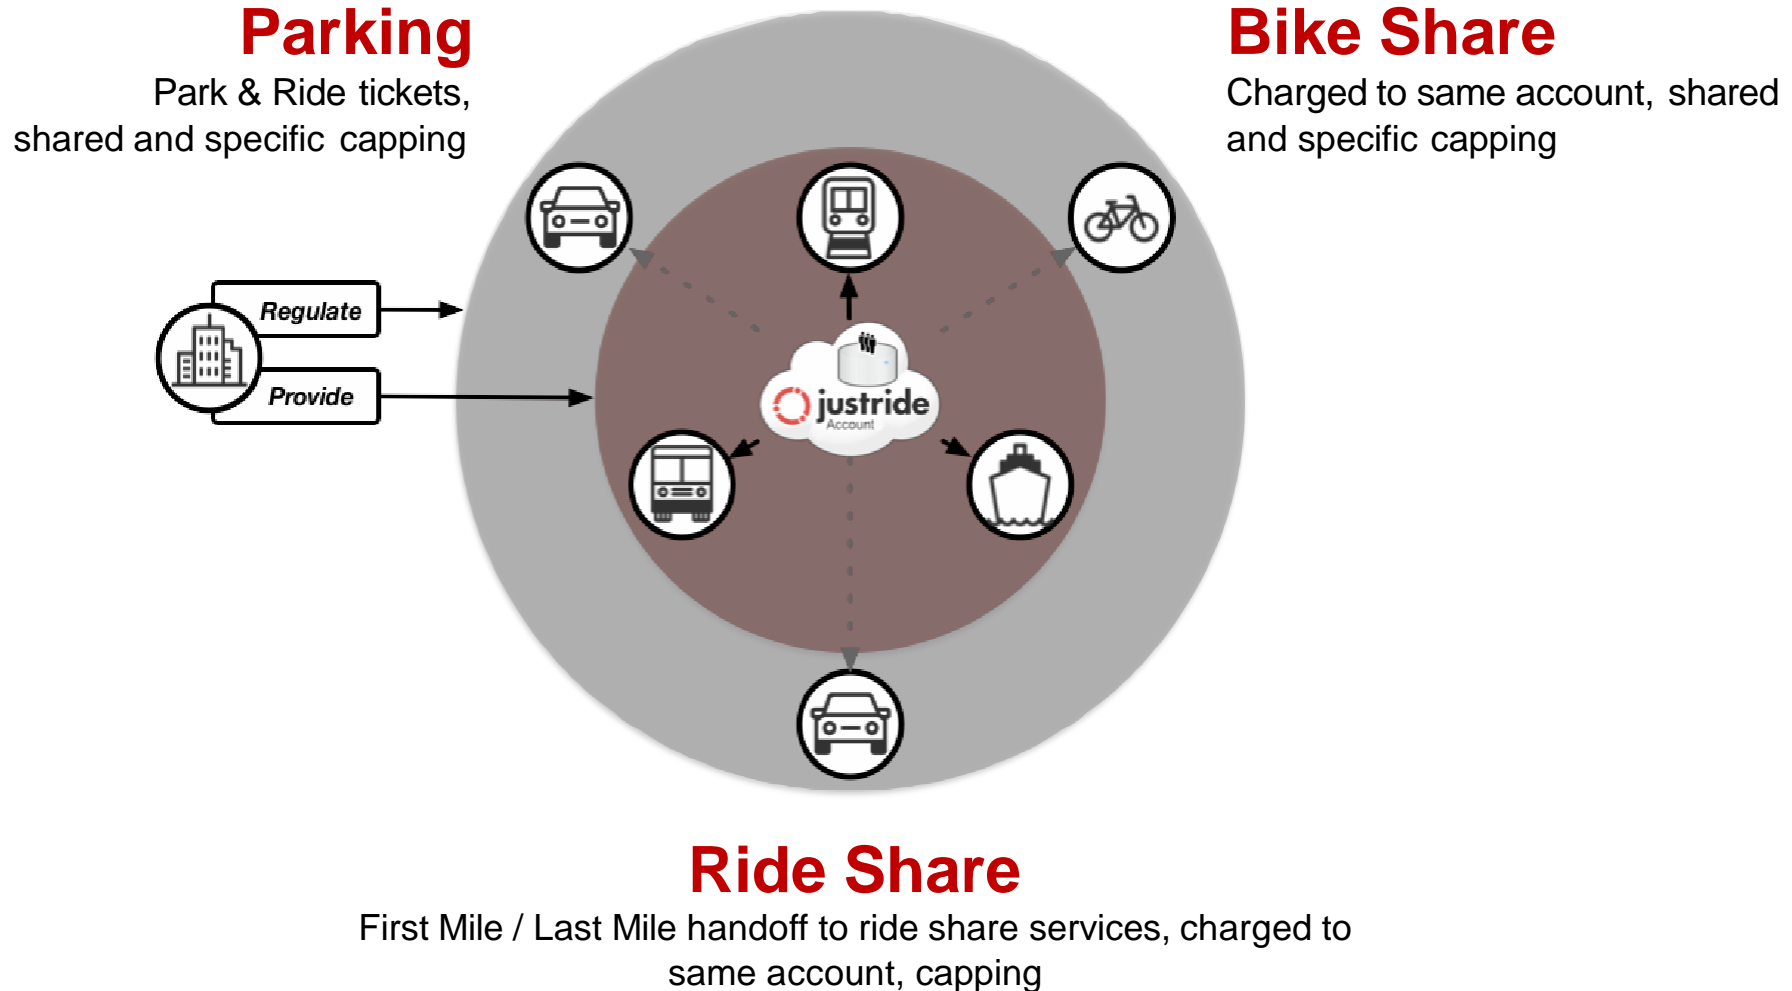 Parking
Park & Ride tickets,
shared and specific capping
Bike Share
Charged to same account, shared
and specific capping
Regulate
Provide
justride
Account
Ride Share
First Mile / Last Mile handoff to ride share services, charged to
same account, capping